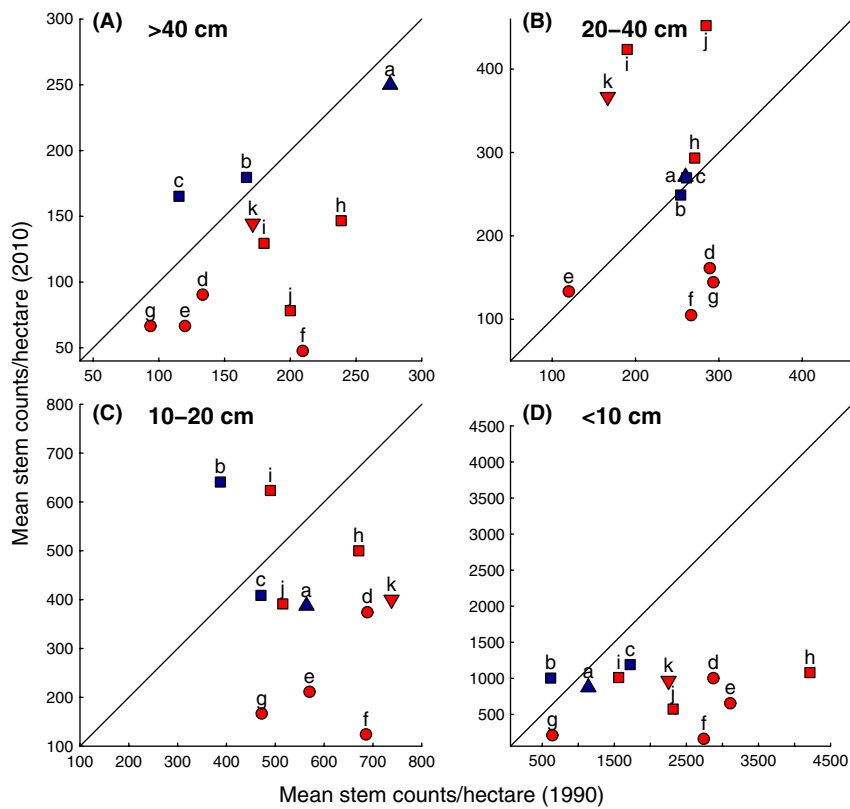 (A) >40 cm
300
250
200
150
100
50
50 100 150 200 250 300
a
b
c
k
i
h
d
g e
j
f
(B) 20–40 cm
400
300
200
100
100 200 300 400
j
i
k
h
a c
b
e
d
g
f
(C) 10–20 cm
800
700
600
500
400
300
200
100
100 200 300 400 500 600 700 800
b i
h
c j a k
d
e
g
f
(D) <10 cm
4500
4000
3500
3000
2500
2000
1500
1000
500
500 1500 2500 3500 4500
b a i c k d h
j e
g f
Mean stem counts/hectare (2010)
Mean stem counts/hectare (1990)